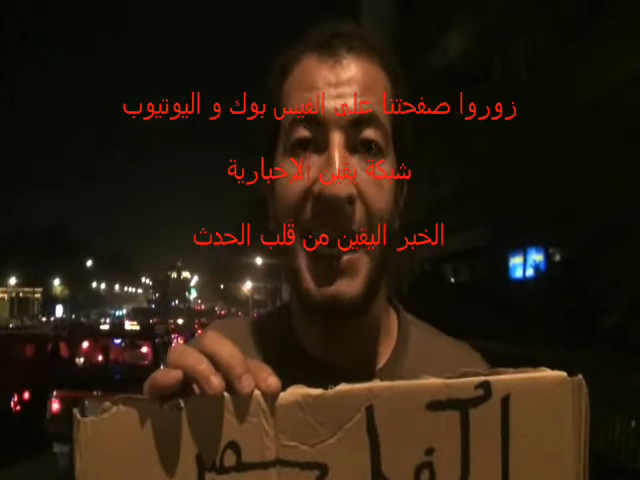 زوروا صفحتنا على الفيس بوك و اليوتيوب
شبكة يقين الاخبارية
الخبر اليقين من قلب الحدث